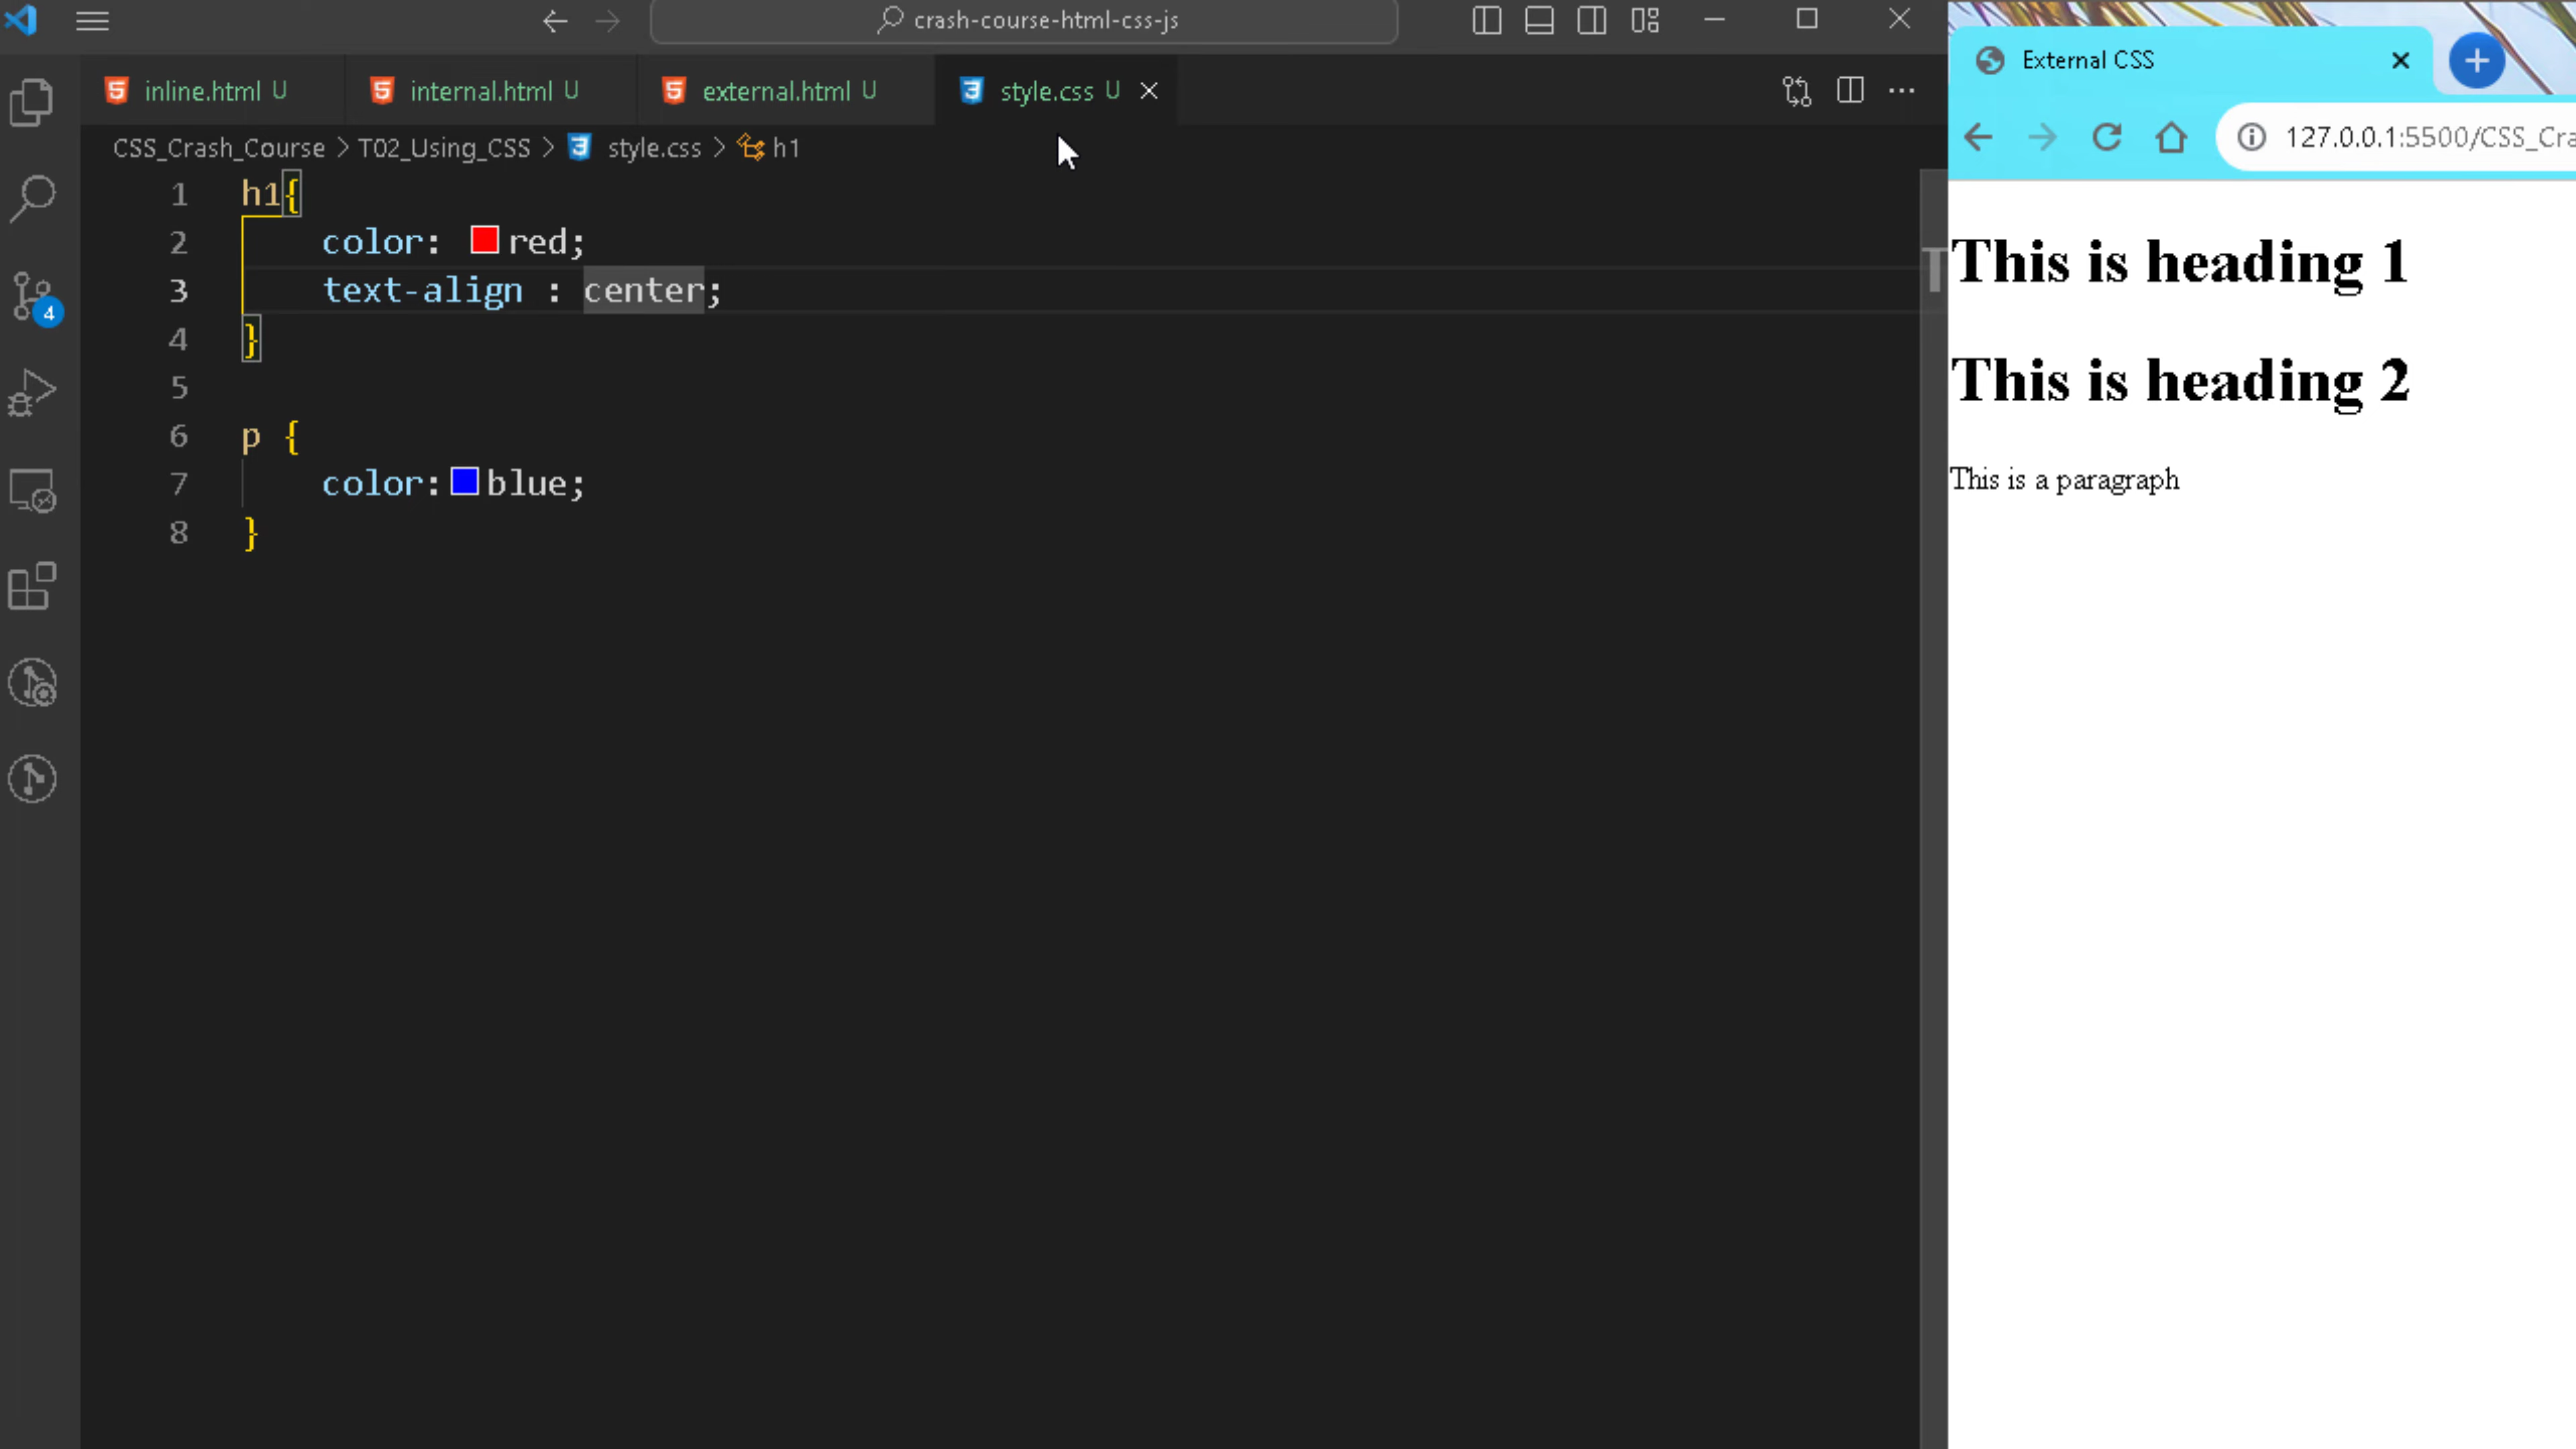 crash-course-html-css-js
inline.html U
internal.html U
external.html U
style.css U
CSS_Crash_Course > T02_Using_CSS > style.css > h1
1 h1{
2 color: red;
3 text-align : center;
4 }
5
6 p {
7 color:blue;
8 }
4
External CSS
127.0.0.1:5500/CSS_Cra
This is heading 1
This is heading 2
This is a paragraph